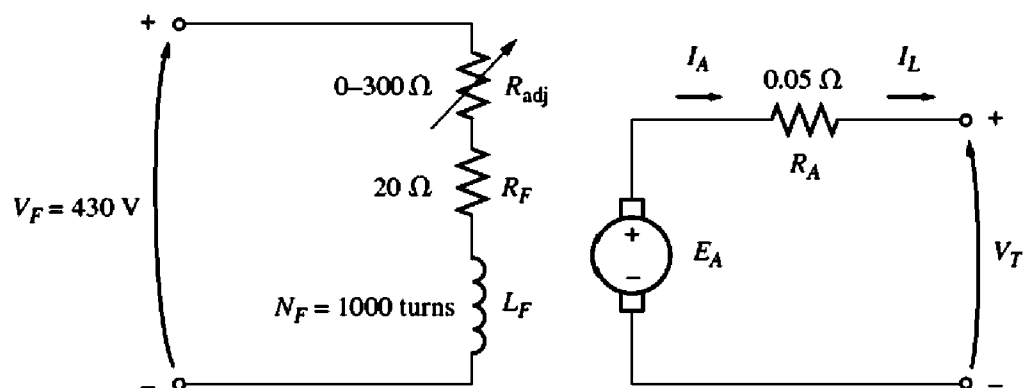 +
0–300 Ω
R_adj
20 Ω
R_F
V_F = 430 V
N_F = 1000 turns
L_F
–
I_A
0.05 Ω
I_L
R_A
+
+
–
E_A
V_T
–